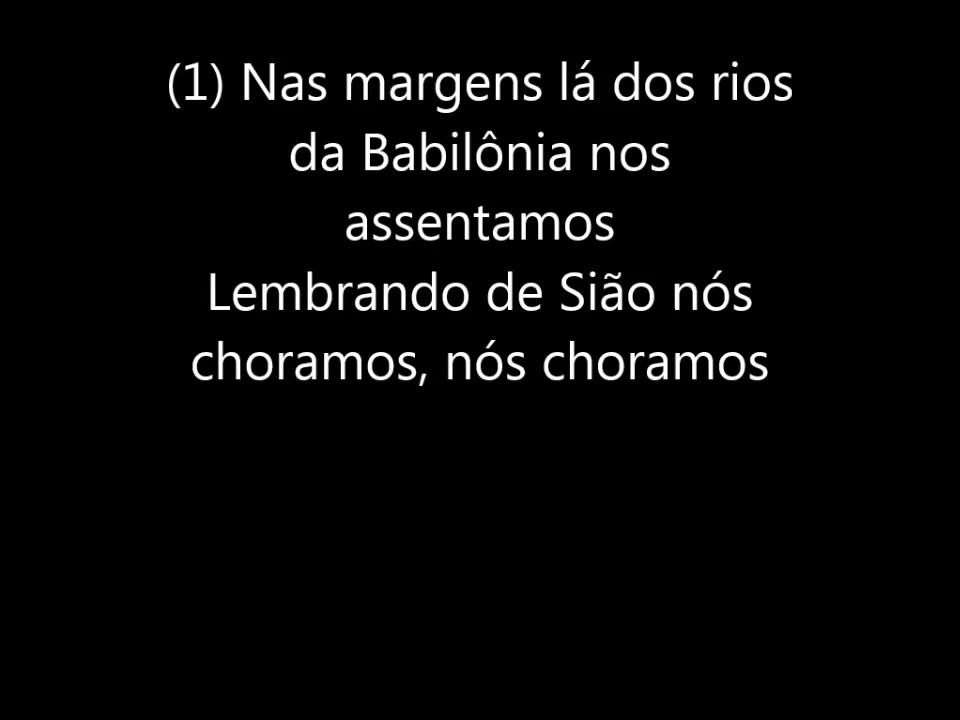 (1) Nas margens lá dos rios
da Babilônia nos
assentamos
Lembrando de Sião nós
choramos, nós choramos